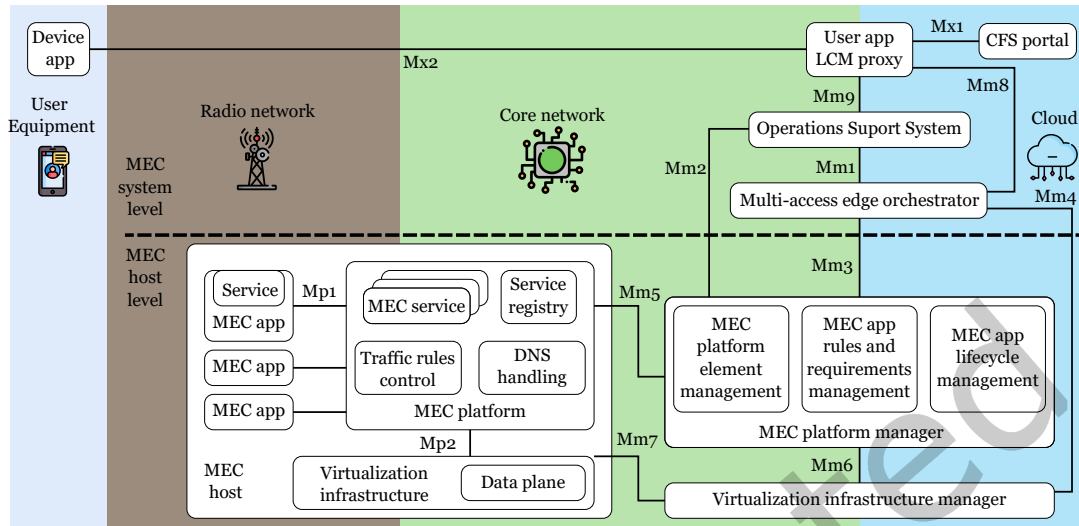 Device
app
User
Equipment
Mx2
User app
LCM proxy
Mx1
CFS portal
Mm8
Mm9
Radio network
Core network
Cloud
Operations Suport System
MEC
system
level
Mm2
Mm1
Mm4
Multi-access edge orchestrator
MEC
host
level
Mm3
Service
MEC app
Mp1
MEC service
Service
registry
Mm5
MEC app
Traffic rules
control
DNS
handling
MEC app
MEC platform
MEC
platform
element
management
MEC app
rules and
requirements
management
MEC app
lifecycle
management
MEC platform manager
Mp2
Mm7
Mm6
MEC
host
Virtualization
infrastructure
Data plane
Virtualization infrastructure manager